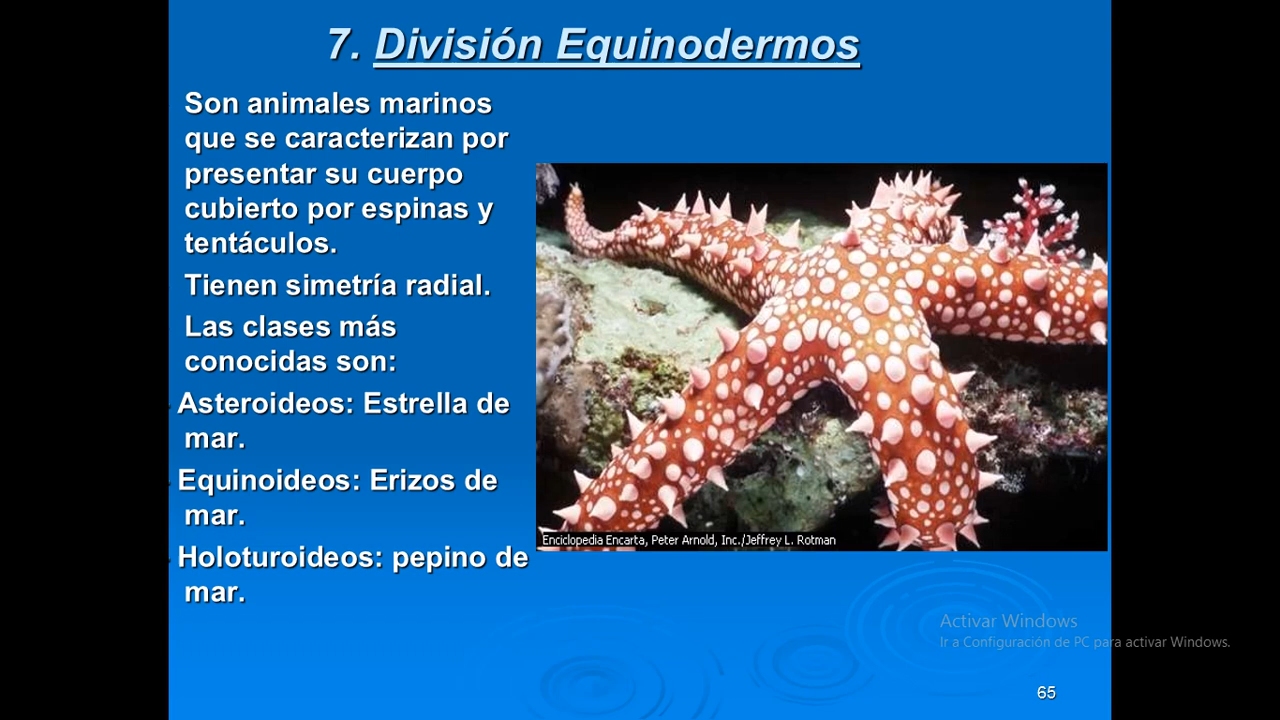 7. División Equinodermos
Son animales marinos
que se caracterizan por
presentar su cuerpo
cubierto por espinas y
tentáculos.
Tienen simetría radial.
Las clases más
conocidas son:
Asteroideos: Estrella de
mar.
Equinoideos: Erizos de
mar.
Holoturoideos: pepino de
mar.
Enciclopedia Encarta, Peter Arnold, Inc./Jeffrey L. Rotman
Activar Windows
Ir a Configuración de PC para activar Windows.
65